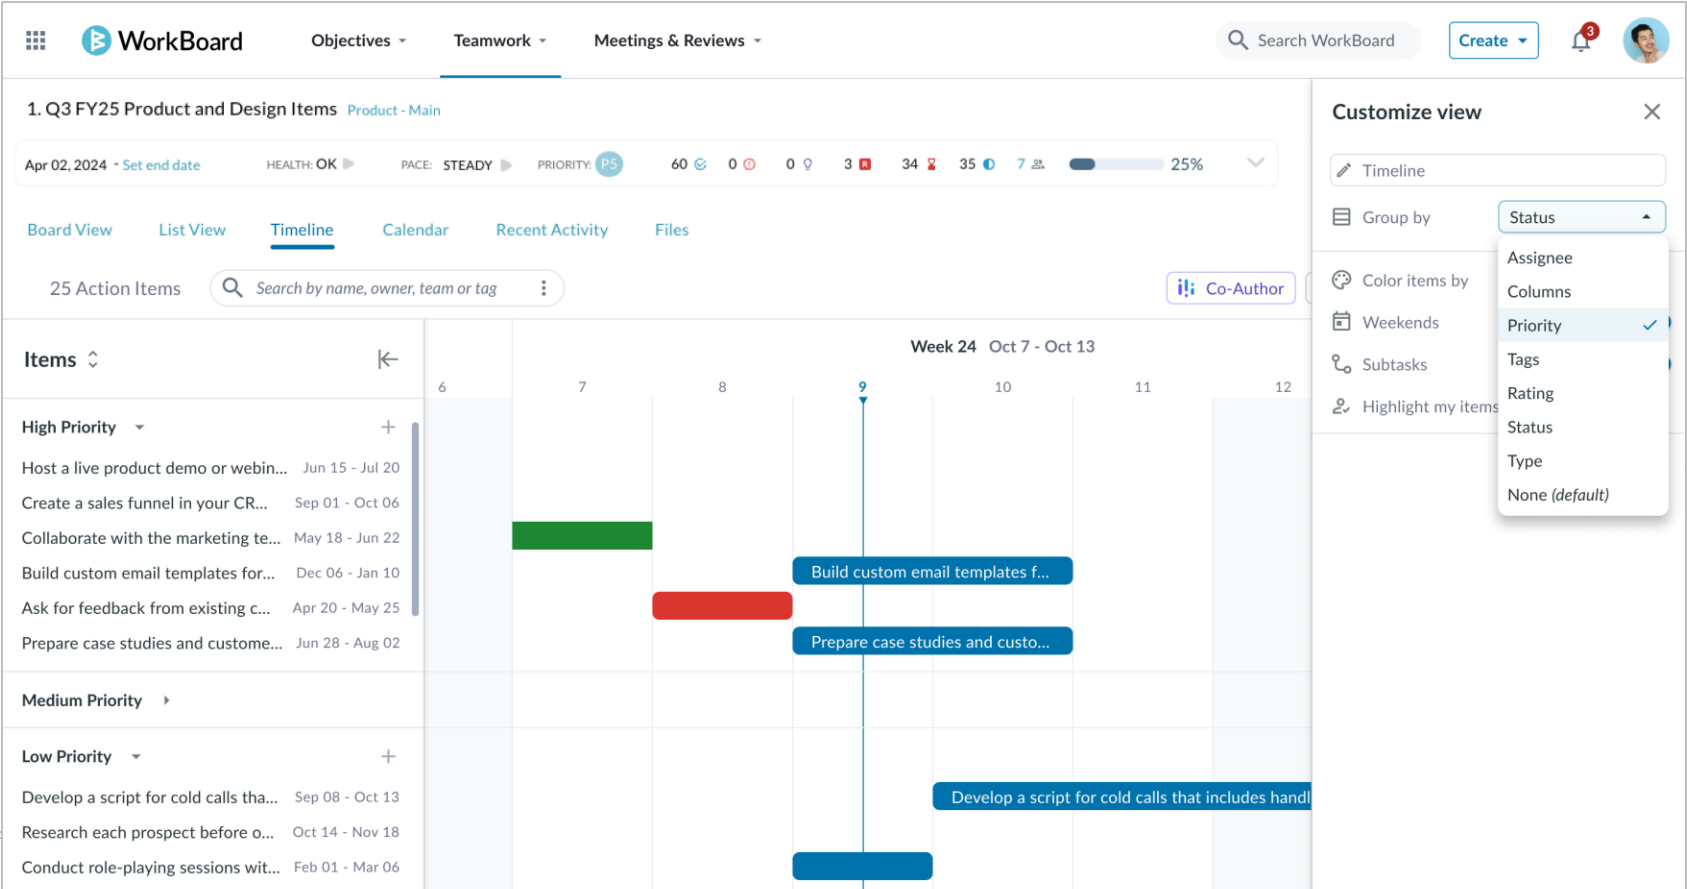 WorkBoard
Objectives
Teamwork
Meetings & Reviews
Search WorkBoard
Create
3
1. Q3 FY25 Product and Design Items Product - Main
Apr 02, 2024 - Set end date
HEALTH: OK
PACE: STEADY
PRIORITY: P5
60
0
0
3 R
34
35
7
25%
Board View
List View
Timeline
Calendar
Recent Activity
Files
25 Action Items
Search by name, owner, team or tag
Co-Author
Items
Week 24 Oct 7 - Oct 13
6 7 8 9 10 11 12
High Priority
Host a live product demo or webin... Jun 15 - Jul 20
Create a sales funnel in your CR... Sep 01 - Oct 06
Collaborate with the marketing te... May 18 - Jun 22
Build custom email templates for... Dec 06 - Jan 10
Build custom email templates f...
Ask for feedback from existing c... Apr 20 - May 25
Prepare case studies and custome... Jun 28 - Aug 02
Prepare case studies and custo...
Medium Priority
Low Priority
Develop a script for cold calls tha... Sep 08 - Oct 13
Develop a script for cold calls that includes handl
Research each prospect before o... Oct 14 - Nov 18
Conduct role-playing sessions wit... Feb 01 - Mar 06
Customize view
Timeline
Group by
Status
Color items by
Weekends
Subtasks
Highlight my items
Assignee
Columns
Priority
Tags
Rating
Status
Type
None (default)